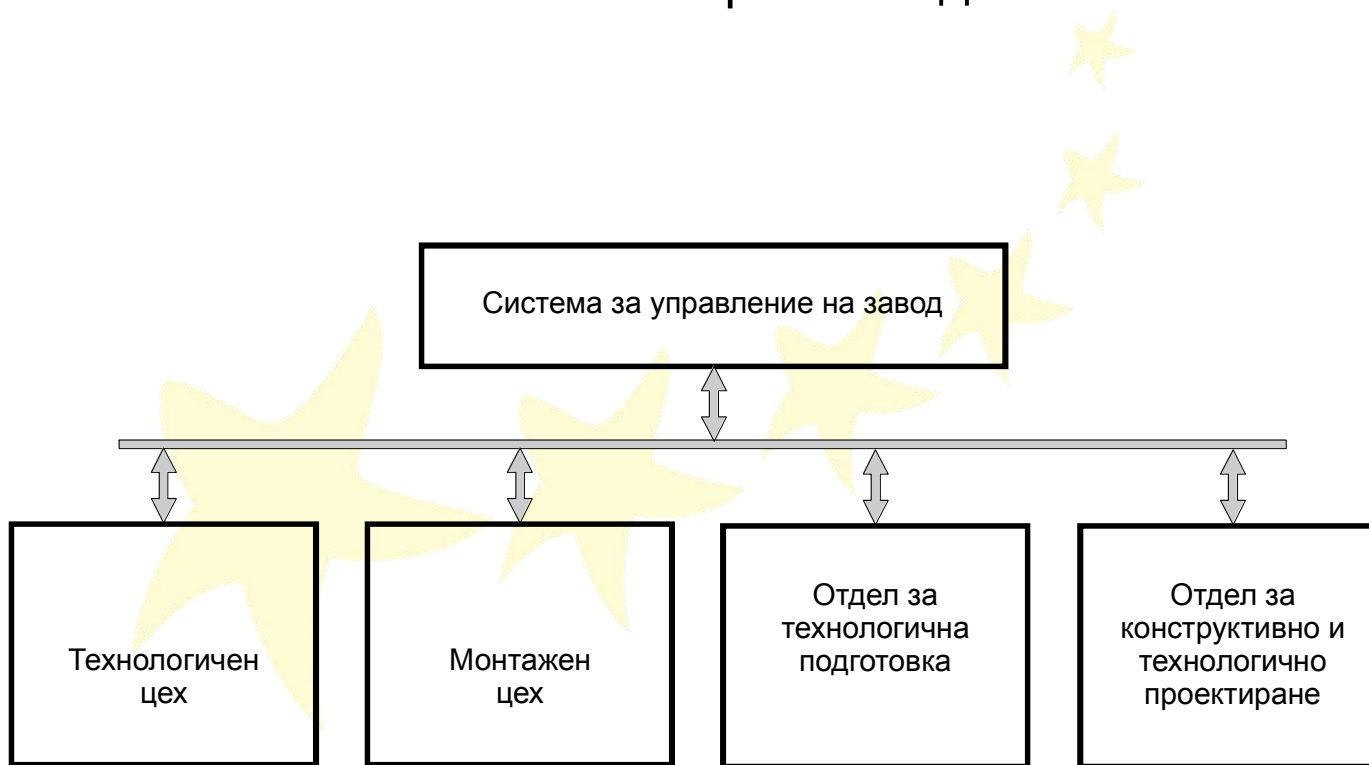 Система за управление на завод
Технологичен
цех
Монтажен
цех
Отдел за
технологична
подготовка
Отдел за
конструктивно и
технологично
проектиране